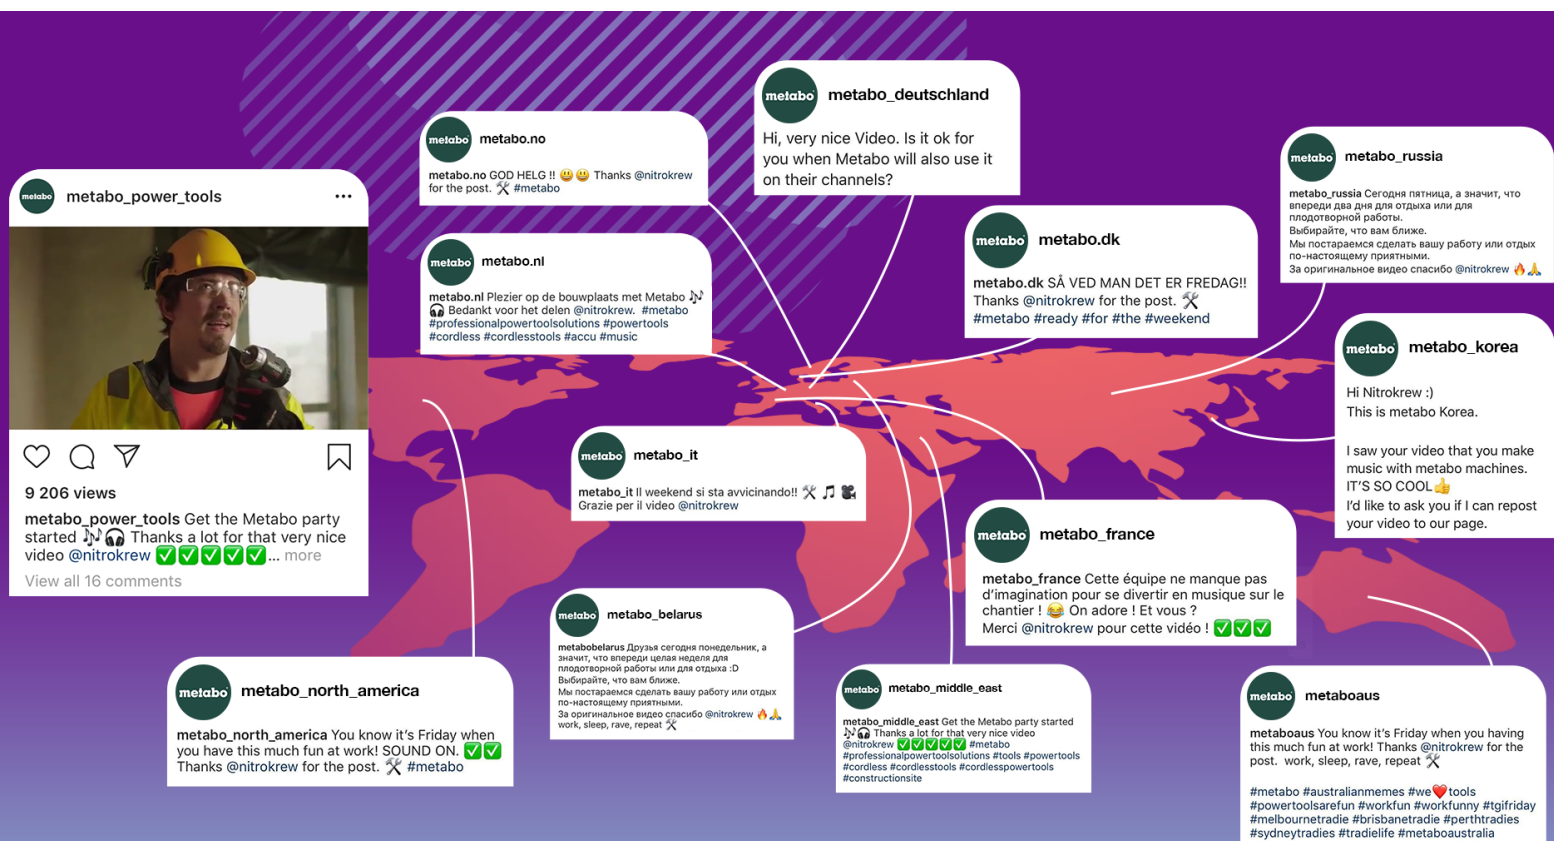 metabo
metabo_power_tools
9 206 views
metabo_power_tools Get the Metabo party
started 🎶🎧 Thanks a lot for that very nice
video @nitrokrew ✅✅✅✅✅... more
View all 16 comments
metabo
metabo.no
metabo.no GOD HELG !! 😃😃 Thanks @nitrokrew
for the post. 🛠 #metabo
metabo
metabo.nl
metabo.nl Plezier op de bouwplaats met Metabo 🎶
🎧 Bedankt voor het delen @nitrokrew. #metabo
#professionalpowertoolsolutions #powertools
#cordless #cordlesstools #accu #music
metabo
metabo_deutschland
Hi, very nice Video. Is it ok for
you when Metabo will also use it
on their channels?
metabo
metabo.dk
metabo.dk SÅ VED MAN DET ER FREDAG!!
Thanks @nitrokrew for the post. 🛠
#metabo #ready #for #the #weekend
metabo
metabo_russia
metabo_russia Сегодня пятница, а значит, что
впереди два дня для отдыха или для
плодотворной работы.
Выбирайте, что вам ближе.
Мы постараемся сделать вашу работу или отдых
по-настоящему приятными.
За оригинальное видео спасибо @nitrokrew 🔥🙏
metabo
metabo_korea
Hi Nitrokrew :)
This is metabo Korea.
I saw your video that you make
music with metabo machines.
IT'S SO COOL👍
I'd like to ask you if I can repost
your video to our page.
metabo
metabo_it
metabo_it Il weekend si sta avvicinando!! 🛠 🎵 🎥
Grazie per il video @nitrokrew
metabo
metabo_france
metabo_france Cette équipe ne manque pas
d'imagination pour se divertir en musique sur le
chantier ! 😂 On adore ! Et vous ?
Merci @nitrokrew pour cette vidéo ! ✅✅✅
metabo
metabo_belarus
metabobelarus Друзья сегодня понедельник, а
значит, что впереди целая неделя для
плодотворной работы или для отдыха :D
Выбирайте, что вам ближе.
Мы постараемся сделать вашу работу или отдых
по-настоящему приятными.
За оригинальное видео спасибо @nitrokrew 🔥🙏
work, sleep, rave, repeat 🛠
metabo
metabo_north_america
metabo_north_america You know it's Friday when
you have this much fun at work! SOUND ON. ✅✅
Thanks @nitrokrew for the post. 🛠 #metabo
metabo
metabo_middle_east
metabo_middle_east Get the Metabo party started
🎶🎧 Thanks a lot for that very nice video
@nitrokrew ✅✅✅✅✅ #metabo
#professionalpowertoolsolutions #tools #powertools
#cordless #cordlesstools #cordlesspowertools
#constructionsite
metabo
metaboaus
metaboaus You know it's Friday when you having
this much fun at work! Thanks @nitrokrew for the
post. work, sleep, rave, repeat 🛠
#metabo #australianmemes #we❤️tools
#powertoolsarefun #workfun #workfunny #tgifriday
#melbournetradie #brisbanetradie #perthtradies
#sydneytradies #tradielife #metaboaustralia